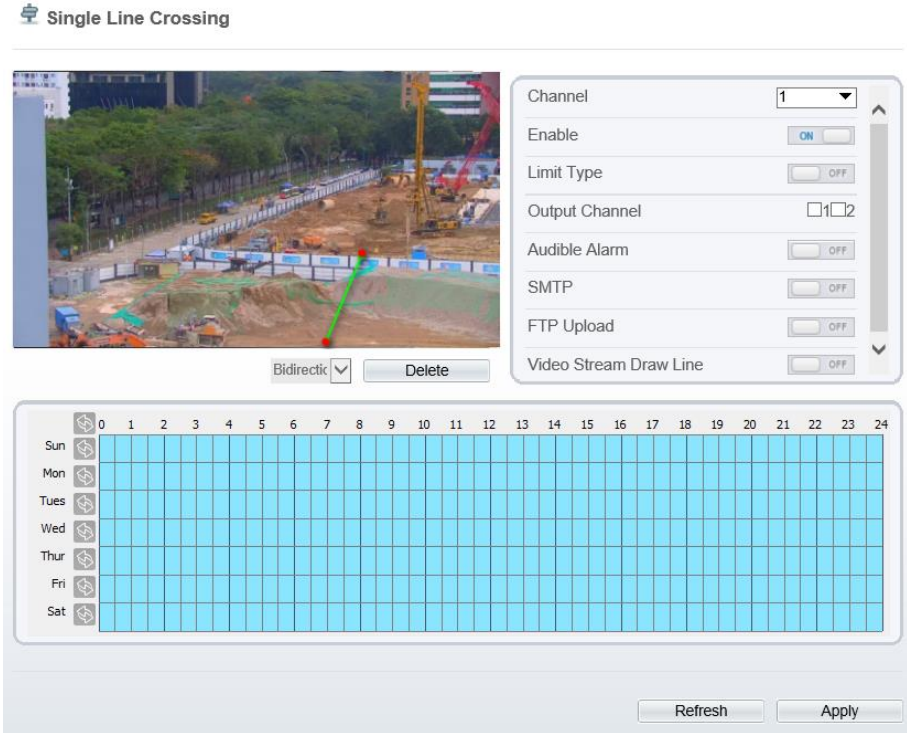 Single Line Crossing
Channel 1
Enable ON
Limit Type OFF
Output Channel 1 2
Audible Alarm OFF
SMTP OFF
FTP Upload OFF
Video Stream Draw Line OFF
Bidirectic Delete
0 1 2 3 4 5 6 7 8 9 10 11 12 13 14 15 16 17 18 19 20 21 22 23 24
Sun
Mon
Tues
Wed
Thur
Fri
Sat
Refresh Apply